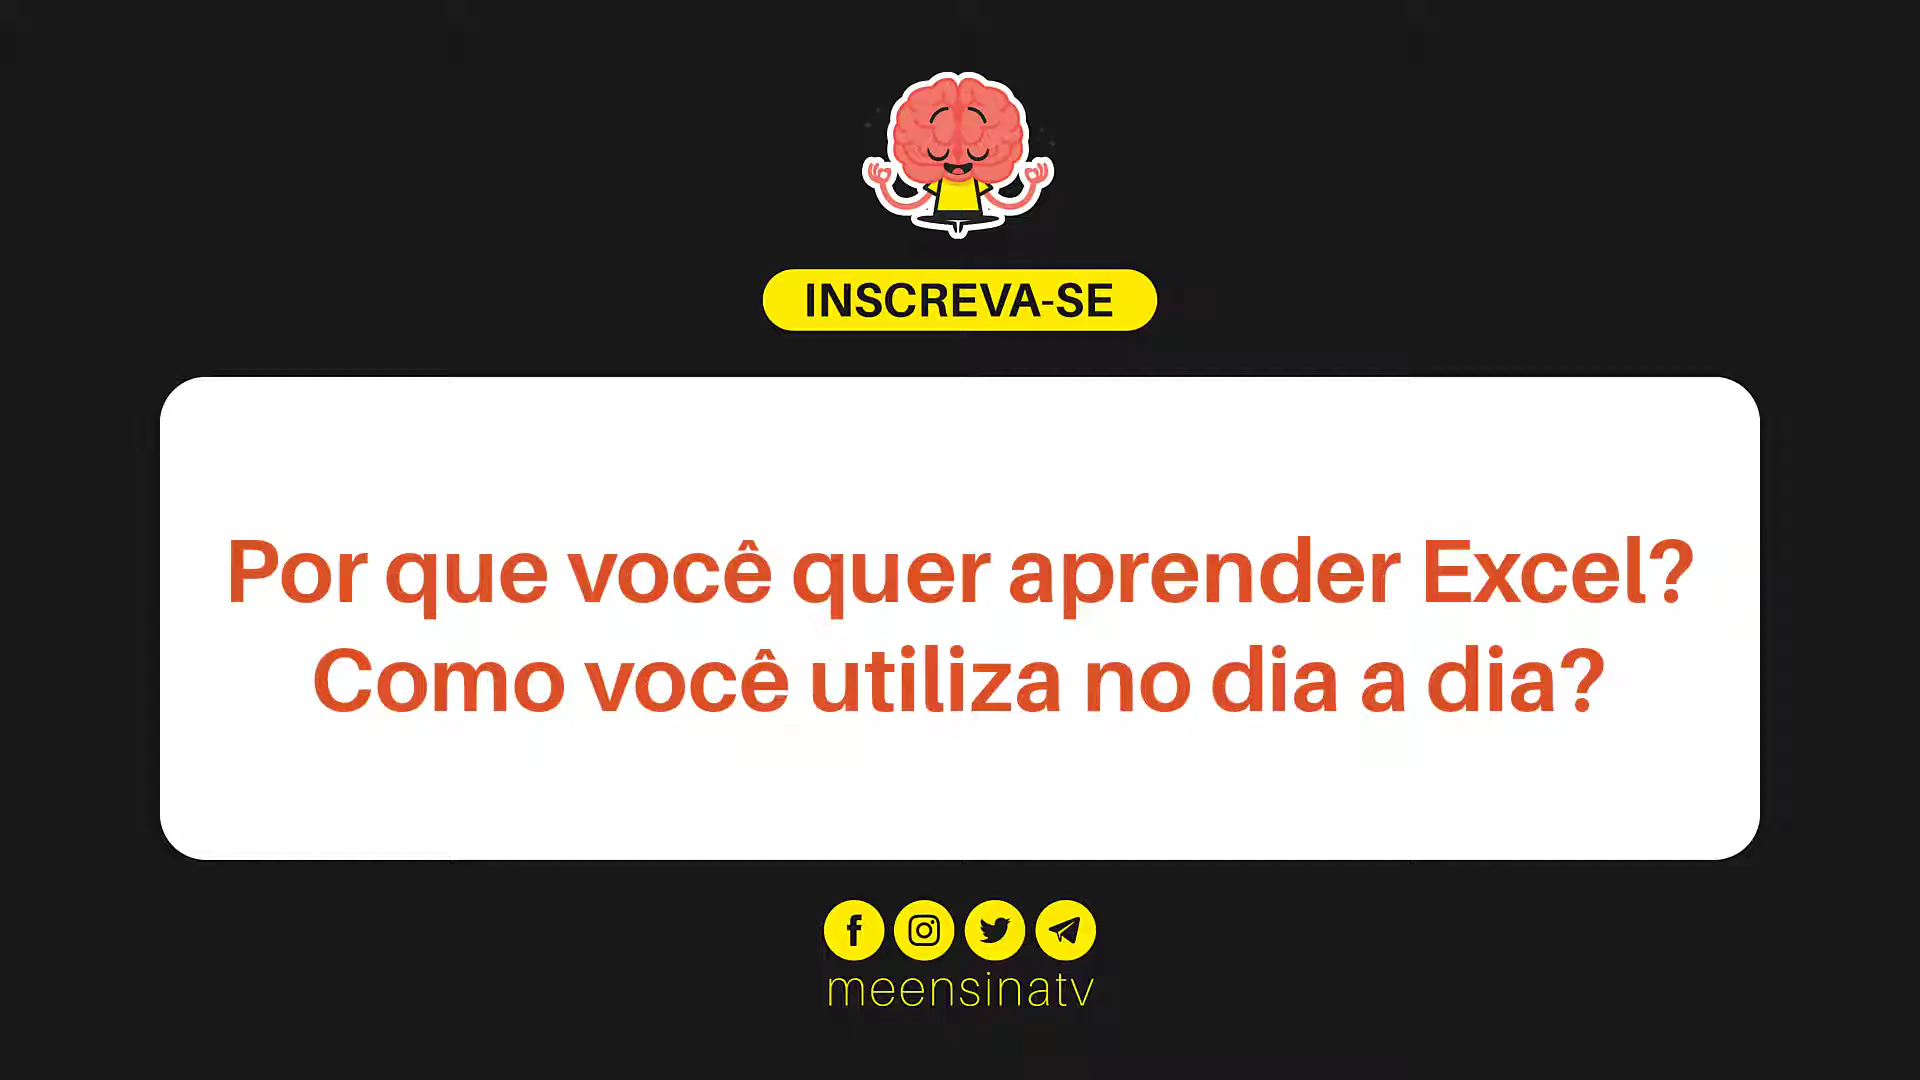 INSCREVA-SE
Por que você quer aprender Excel?
Como você utiliza no dia a dia?
meensinatv